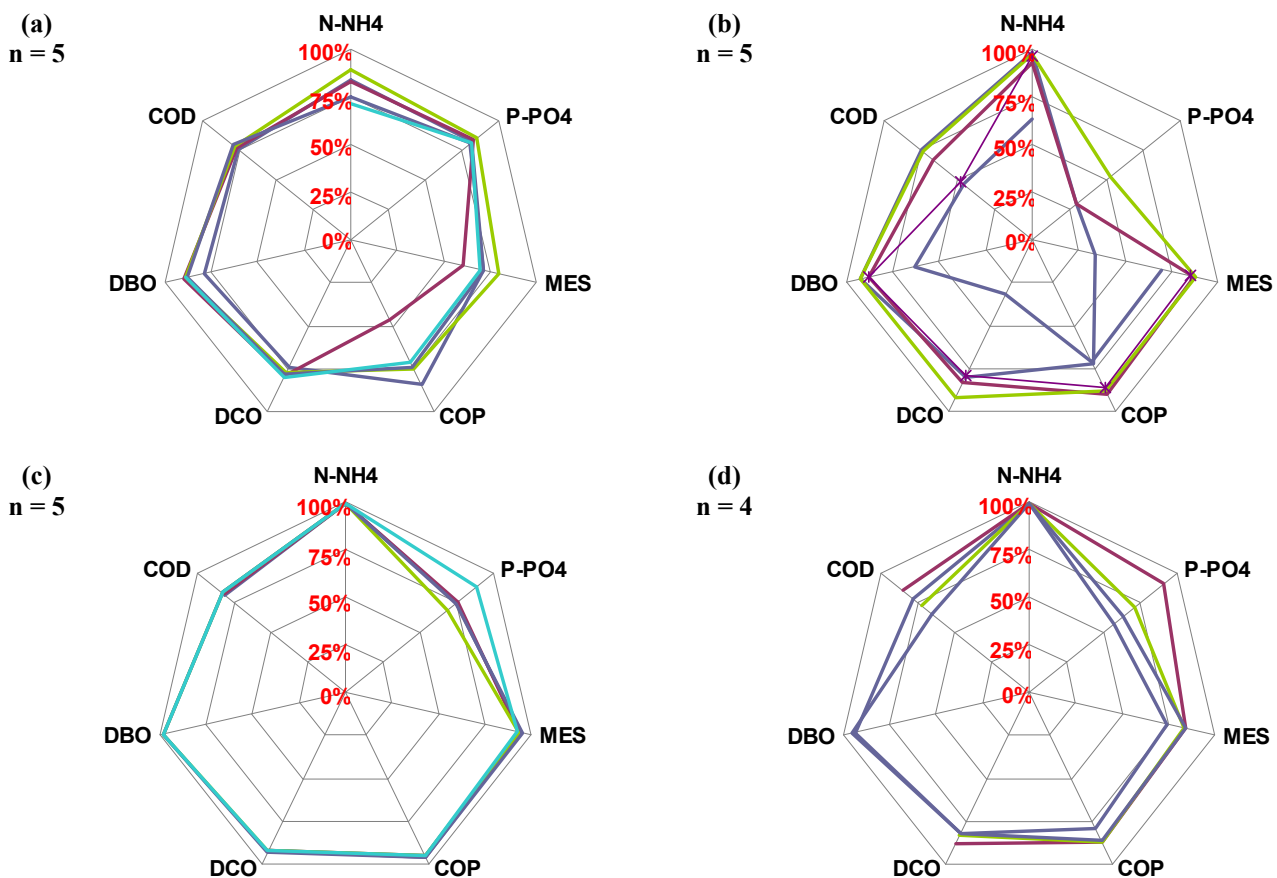 (a)
n = 5
N-NH4
P-PO4
MES
COP
DCO
DBO
COD
100%
75%
50%
25%
0%
(b)
n = 5
N-NH4
P-PO4
MES
COP
DCO
DBO
COD
100%
75%
50%
25%
0%
(c)
n = 5
N-NH4
P-PO4
MES
COP
DCO
DBO
COD
100%
75%
50%
25%
0%
(d)
n = 4
N-NH4
P-PO4
MES
COP
DCO
DBO
COD
100%
75%
50%
25%
0%